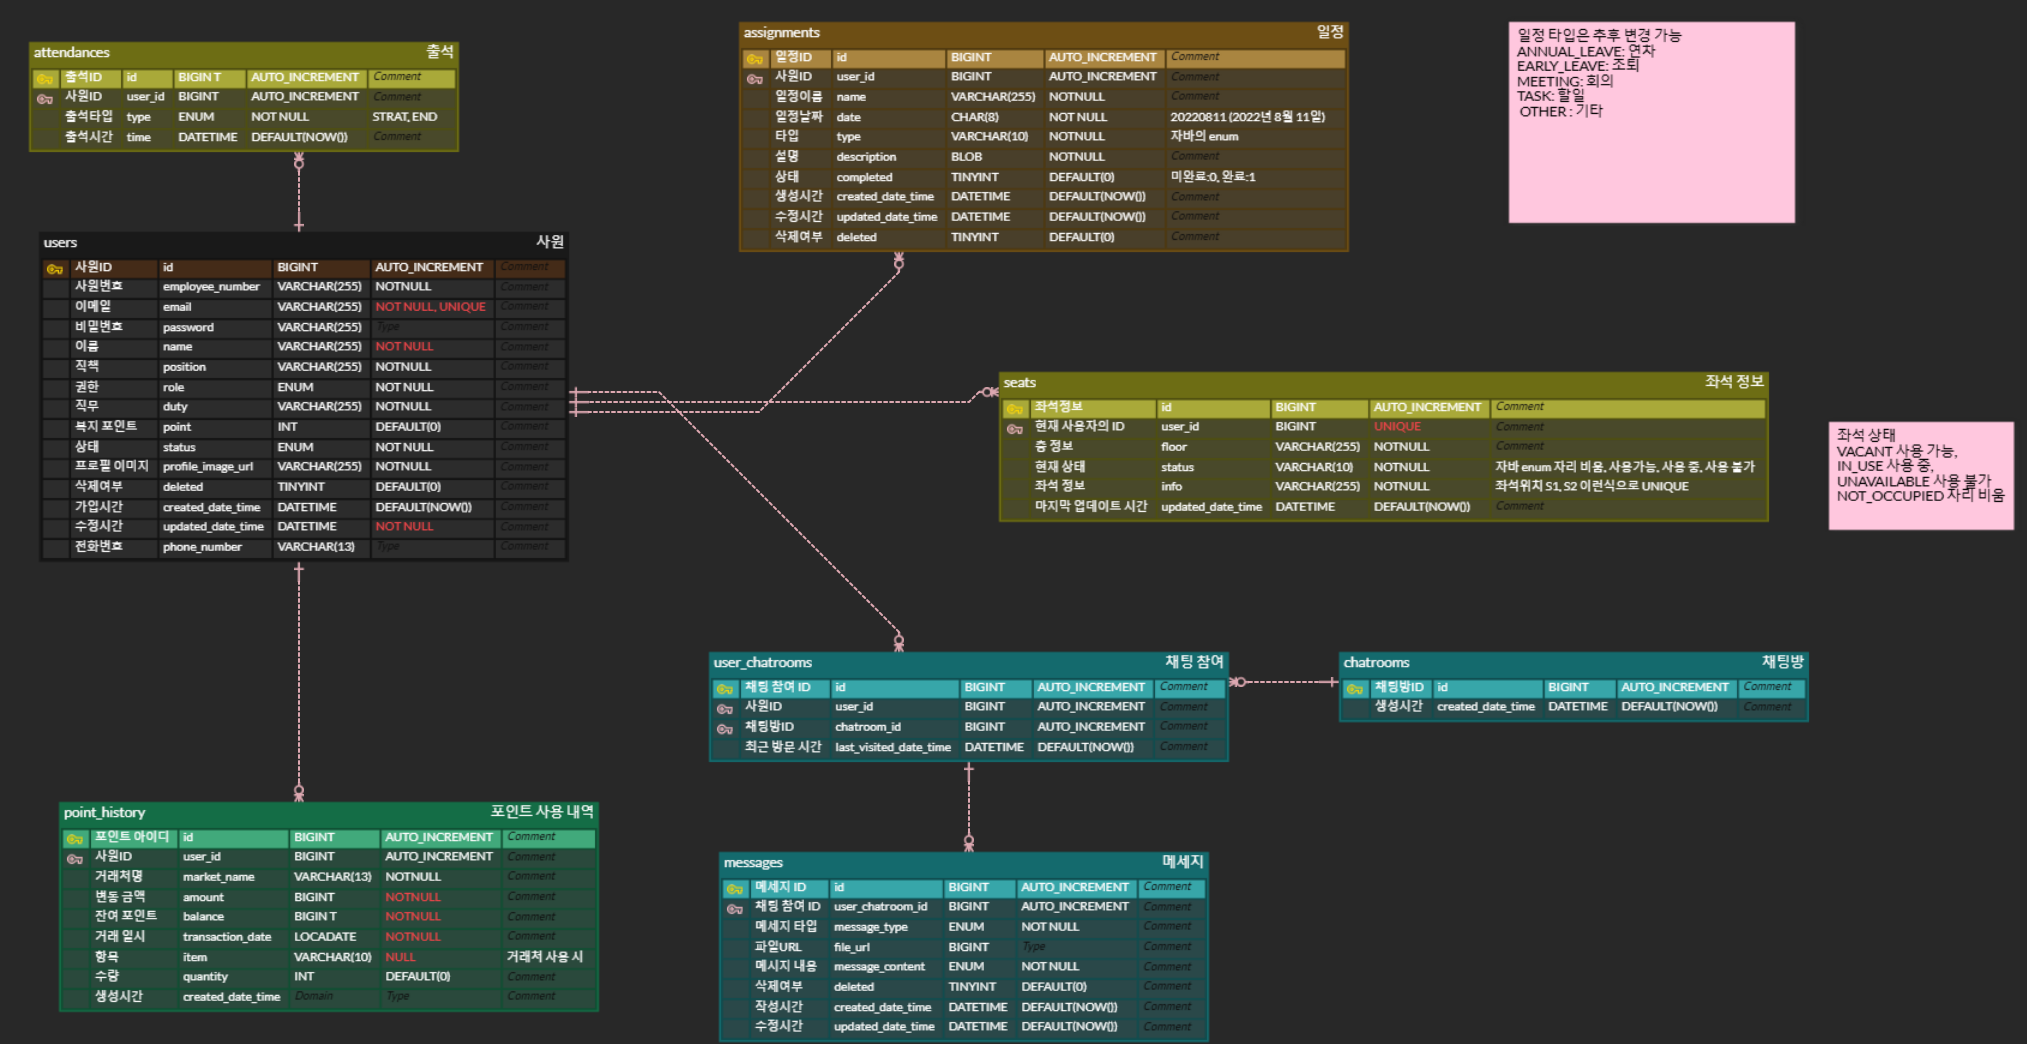 attendances 출석
출석ID id BIGIN T AUTO_INCREMENT Comment
사원ID user_id BIGINT AUTO_INCREMENT Comment
출석타입 type ENUM NOT NULL STRAT, END
출석시간 time DATETIME DEFAULT(NOW()) Comment
assignments 일정
일정ID id BIGINT AUTO_INCREMENT Comment
사원ID user_id BIGINT AUTO_INCREMENT Comment
일정이름 name VARCHAR(255) NOTNULL Comment
일정날짜 date CHAR(8) NOT NULL 20220811 (2022년 8월 11일)
타입 type VARCHAR(10) NOTNULL 자바의 enum
설명 description BLOB NOTNULL Comment
상태 completed TINYINT DEFAULT(0) 미완료:0, 완료:1
생성시간 created_date_time DATETIME DEFAULT(NOW()) Comment
수정시간 updated_date_time DATETIME DEFAULT(NOW()) Comment
삭제여부 deleted TINYINT DEFAULT(0) Comment
일정 타입은 추후 변경 가능
ANNUAL_LEAVE: 연차
EARLY_LEAVE: 조퇴
MEETING: 회의
TASK: 할일
OTHER : 기타
users 사원
사원ID id BIGINT AUTO_INCREMENT Comment
사원번호 employee_number VARCHAR(255) NOTNULL Comment
이메일 email VARCHAR(255) NOT NULL, UNIQUE Comment
비밀번호 password VARCHAR(255) Type Comment
이름 name VARCHAR(255) NOT NULL Comment
직책 position VARCHAR(255) NOTNULL Comment
권한 role ENUM NOT NULL Comment
직무 duty VARCHAR(255) NOTNULL Comment
복지 포인트 point INT DEFAULT(0) Comment
상태 status ENUM NOT NULL Comment
프로필 이미지 profile_image_url VARCHAR(255) NOTNULL Comment
삭제여부 deleted TINYINT DEFAULT(0) Comment
가입시간 created_date_time DATETIME DEFAULT(NOW()) Comment
수정시간 updated_date_time DATETIME NOT NULL Comment
전화번호 phone_number VARCHAR(13) Type Comment
seats 좌석 정보
좌석정보 id BIGINT AUTO_INCREMENT Comment
현재 사용자의 ID user_id BIGINT UNIQUE Comment
층 정보 floor VARCHAR(255) NOTNULL Comment
현재 상태 status VARCHAR(10) NOTNULL 자바 enum 자리 비움, 사용가능, 사용 중, 사용 불가
좌석 정보 info VARCHAR(255) NOTNULL 좌석위치 S1, S2 이런식으로 UNIQUE
마지막 업데이트 시간 updated_date_time DATETIME DEFAULT(NOW()) Comment
좌석 상태
VACANT 사용 가능,
IN_USE 사용 중,
UNAVAILABLE 사용 불가
NOT_OCCUPIED 자리 비움
user_chatrooms 채팅 참여
채팅 참여 ID id BIGINT AUTO_INCREMENT Comment
사원ID user_id BIGINT AUTO_INCREMENT Comment
채팅방ID chatroom_id BIGINT AUTO_INCREMENT Comment
최근 방문 시간 last_visited_date_time DATETIME DEFAULT(NOW()) Comment
chatrooms 채팅방
채팅방ID id BIGINT AUTO_INCREMENT Comment
생성시간 created_date_time DATETIME DEFAULT(NOW()) Comment
point_history 포인트 사용 내역
포인트 아이디 id BIGINT AUTO_INCREMENT Comment
사원ID user_id BIGINT AUTO_INCREMENT Comment
거래처명 market_name VARCHAR(13) NOTNULL Comment
변동 금액 amount BIGINT NOTNULL Comment
잔여 포인트 balance BIGIN T NOTNULL Comment
거래 일시 transaction_date LOCADATE NOTNULL Comment
항목 item VARCHAR(10) NULL 거래처 사용 시
수량 quantity INT DEFAULT(0) Comment
생성시간 created_date_time Domain Type Comment
messages 메세지
메세지 ID id BIGINT AUTO_INCREMENT Comment
채팅 참여 ID user_chatroom_id BIGINT AUTO_INCREMENT Comment
메세지 타입 message_type ENUM NOT NULL Comment
파일URL file_url BIGINT Type Comment
메시지 내용 message_content ENUM NOT NULL Comment
삭제여부 deleted TINYINT DEFAULT(0) Comment
작성시간 created_date_time DATETIME DEFAULT(NOW()) Comment
수정시간 updated_date_time DATETIME DEFAULT(NOW()) Comment